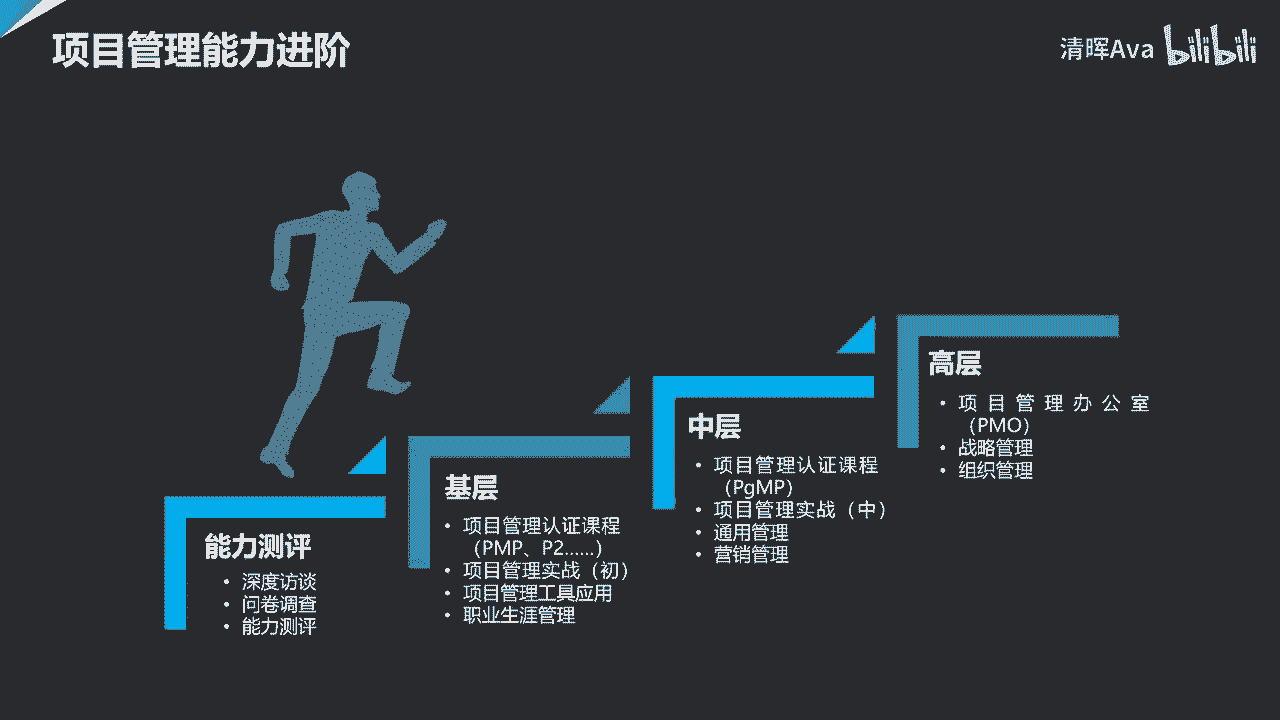 项目管理能力进阶
清晖Ava bilibili
能力测评
• 深度访谈
• 问卷调查
• 能力测评
基层
• 项目管理认证课程
（PMP、P2……）
• 项目管理实战（初）
• 项目管理工具应用
• 职业生涯管理
中层
• 项目管理认证课程
（PgMP）
• 项目管理实战（中）
• 通用管理
• 营销管理
高层
• 项目管理办公室
（PMO）
• 战略管理
• 组织管理